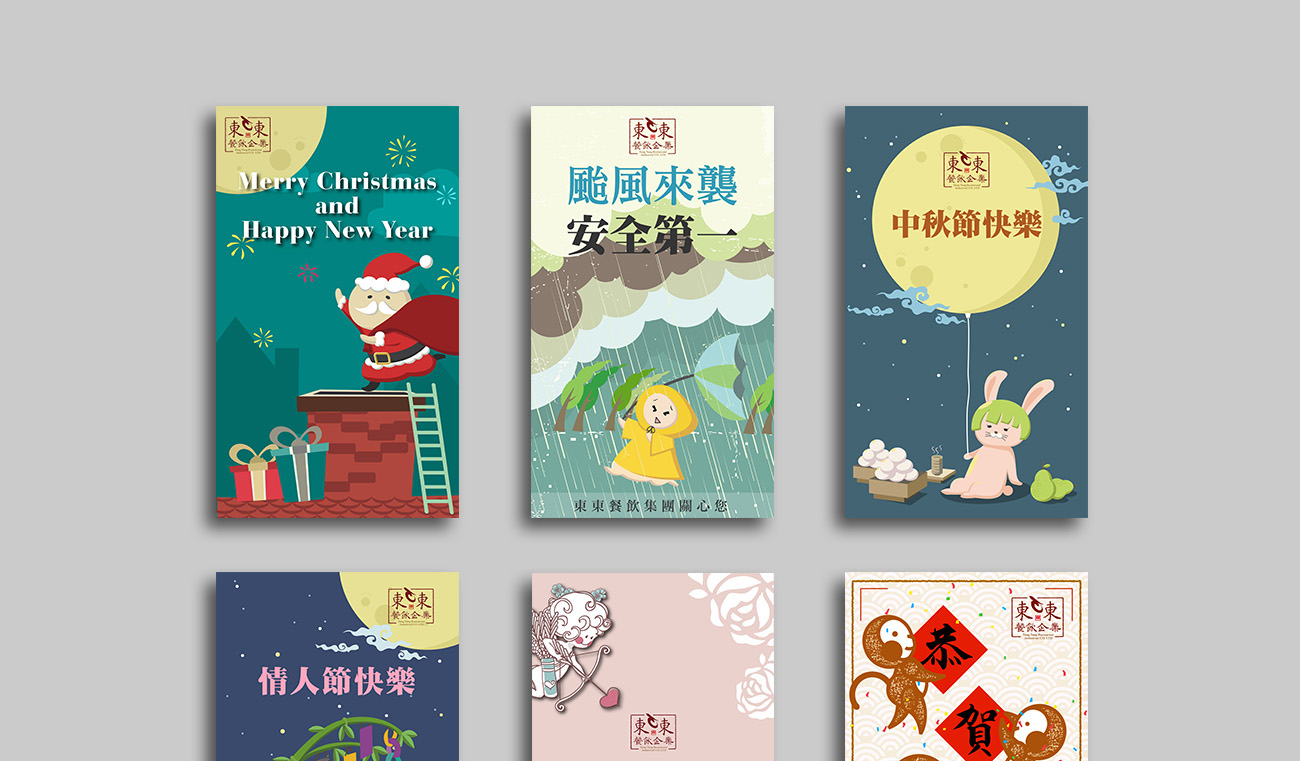 東東
餐飲企業
Merry Christmas
and
Happy New Year
東東
餐飲企業
颱風來襲
安全第一
東東餐飲集團關心您
東東
餐飲企業
中秋節快樂
東東
餐飲企業
情人節快樂
東東
餐飲企業
東東
餐飲企業
恭
賀